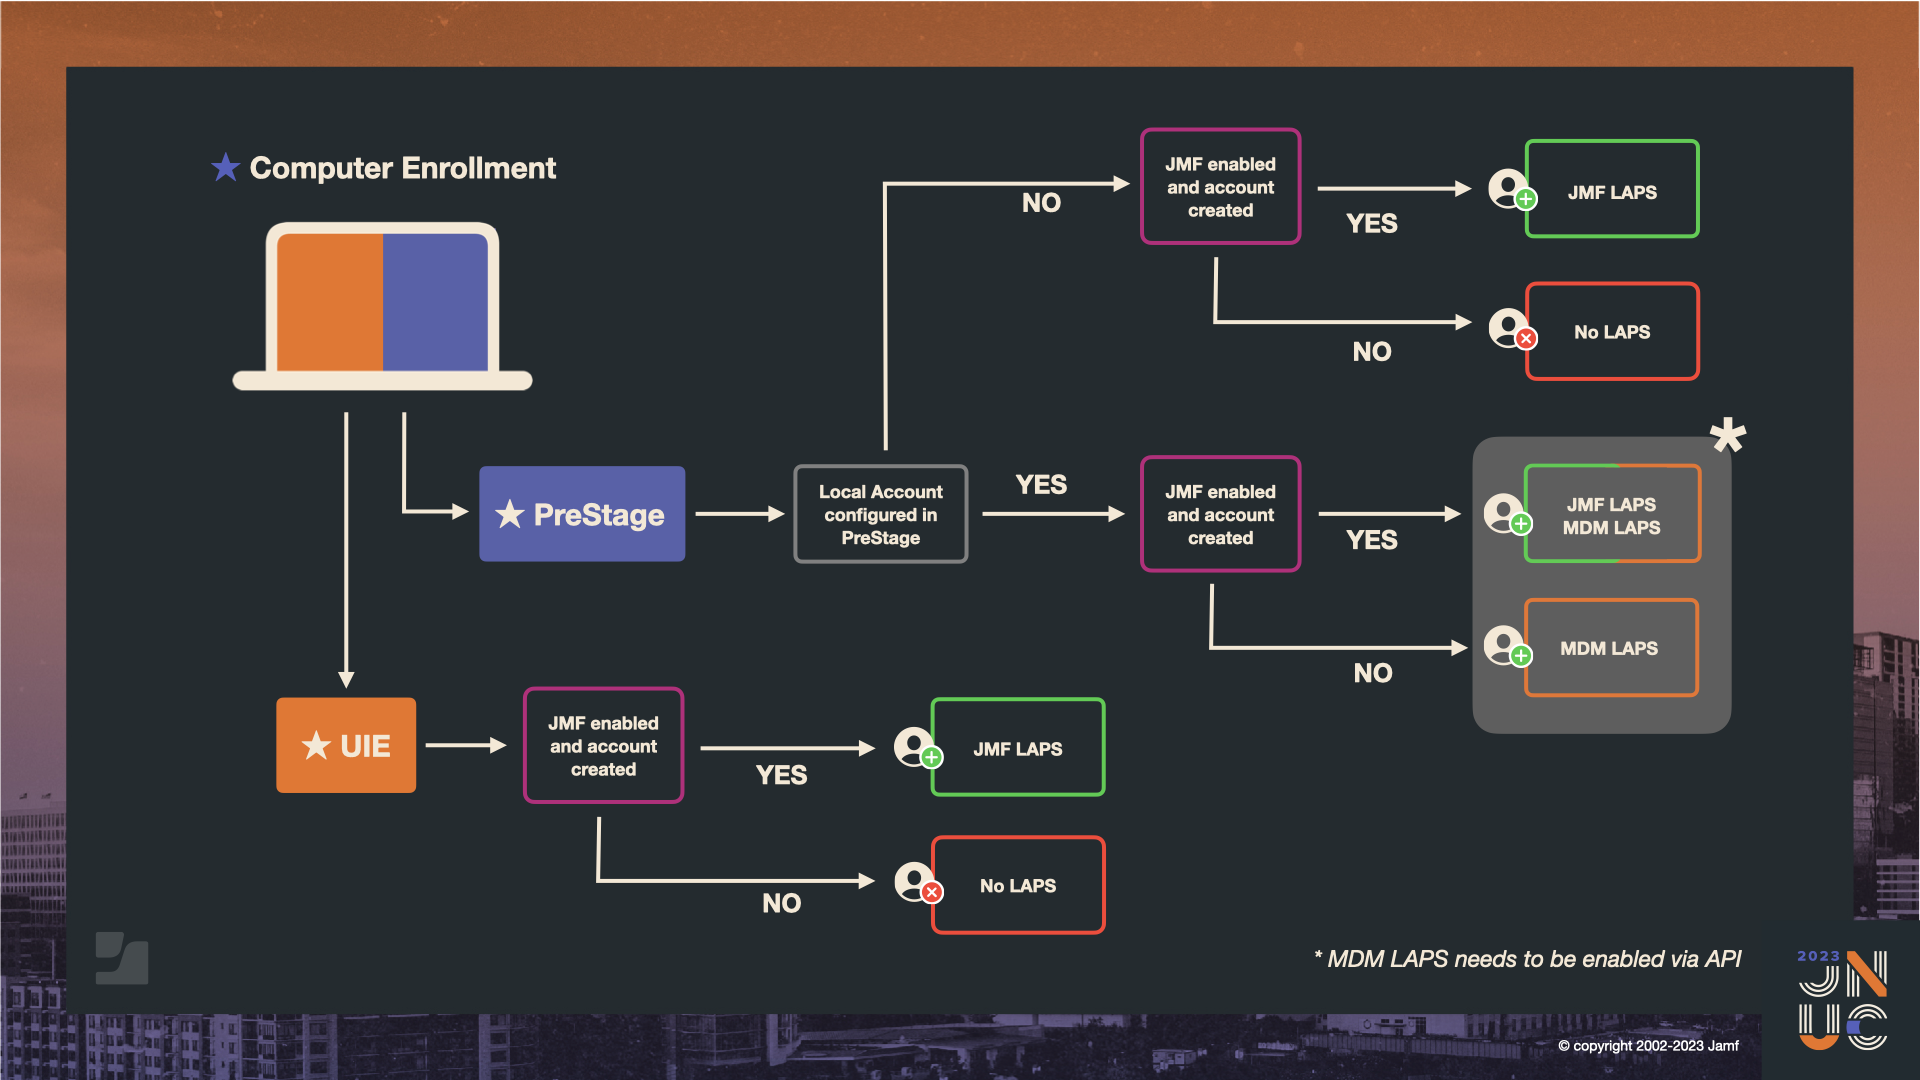 Computer Enrollment
JMF enabled
and account
created
NO
YES
JMF LAPS
NO
No LAPS
PreStage
Local Account
configured in
PreStage
YES
JMF enabled
and account
created
YES
*
JMF LAPS
MDM LAPS
NO
MDM LAPS
UIE
JMF enabled
and account
created
YES
JMF LAPS
NO
No LAPS
* MDM LAPS needs to be enabled via API
2023
JN
UC
© copyright 2002-2023 Jamf